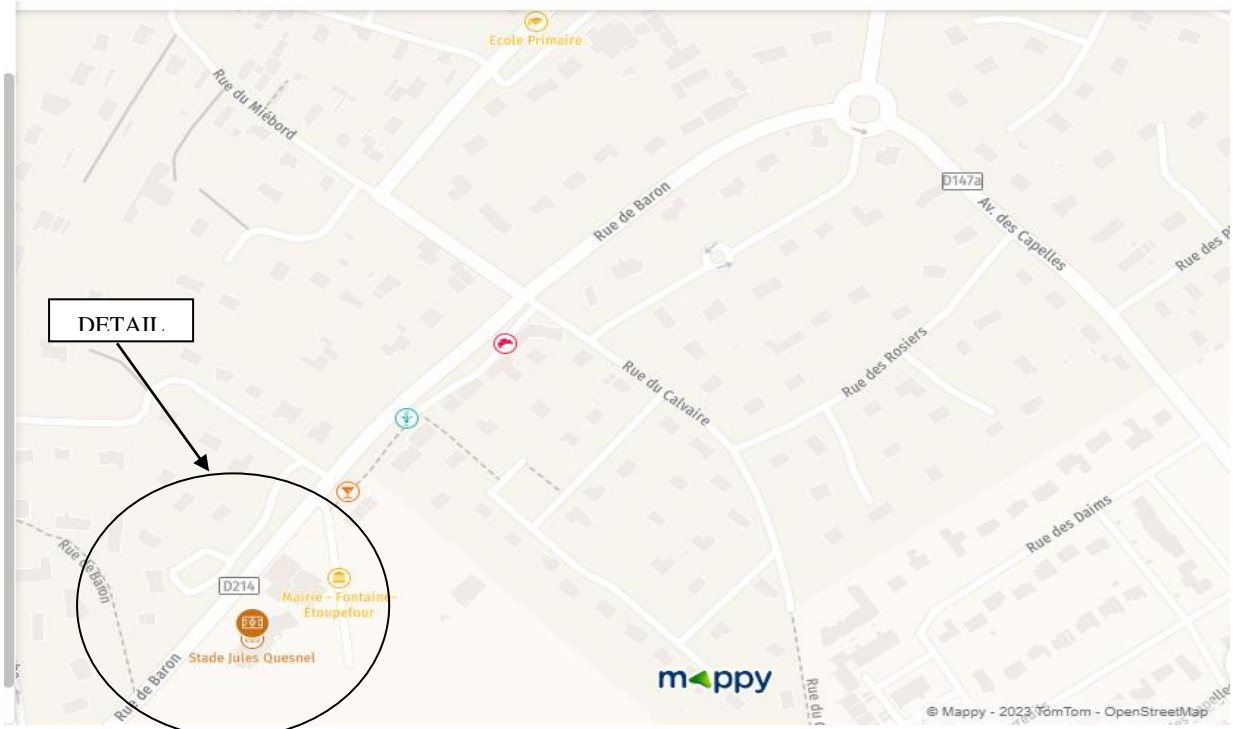 Ecole Primaire
Rue du Miébord
D147a
Rue de Baron
Av. des Capelles
DETAIL
Rue des Rosiers
Rue du Calvaire
Rue des Daims
Rue de Baron
D214
Mairie - Fontaine-
Étoupefour
Stade Jules Quesnel
Rue de Baron
mappy
Rue du C
© Mappy - 2023 TomTom - OpenStreetMap